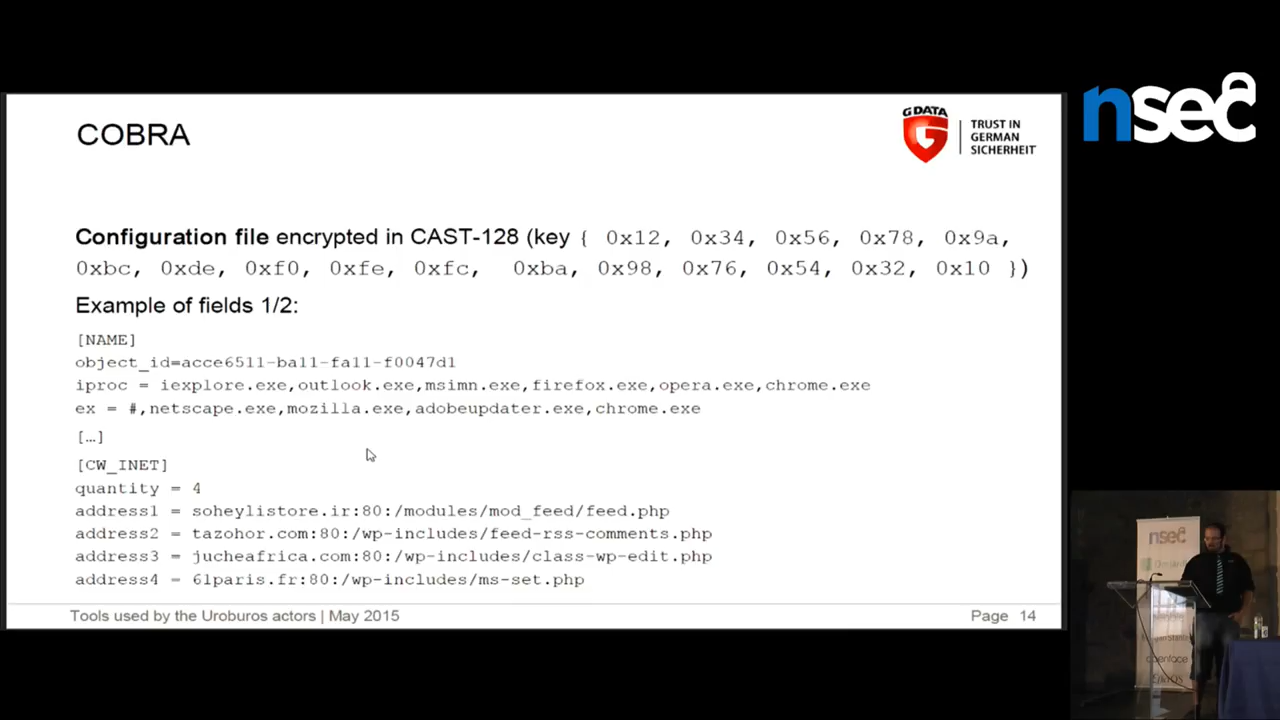 COBRA
G DATA
TRUST IN
GERMAN
SICHERHEIT
nsec
Configuration file encrypted in CAST-128 (key { 0x12, 0x34, 0x56, 0x78, 0x9a,
0xbc, 0xde, 0xf0, 0xfe, 0xfc, 0xba, 0x98, 0x76, 0x54, 0x32, 0x10 })
Example of fields 1/2:
[NAME]
object_id=acce6511-ba11-fa11-f0047d1
iproc = iexplore.exe,outlook.exe,msimn.exe,firefox.exe,opera.exe,chrome.exe
ex = #,netscape.exe,mozilla.exe,adobeupdater.exe,chrome.exe
[…]
[CW_INET]
quantity = 4
address1 = soheylistore.ir:80:/modules/mod_feed/feed.php
address2 = tazohor.com:80:/wp-includes/feed-rss-comments.php
address3 = jucheafrica.com:80:/wp-includes/class-wp-edit.php
address4 = 61paris.fr:80:/wp-includes/ms-set.php
Tools used by the Uroburos actors | May 2015
Page 14
nsec